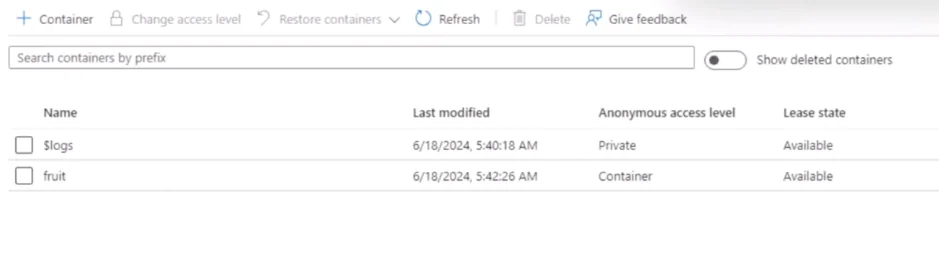 Container Change access level Restore containers Refresh Delete Give feedback
Search containers by prefix Show deleted containers
Name Last modified Anonymous access level Lease state
$logs 6/18/2024, 5:40:18 AM Private Available
fruit 6/18/2024, 5:42:26 AM Container Available